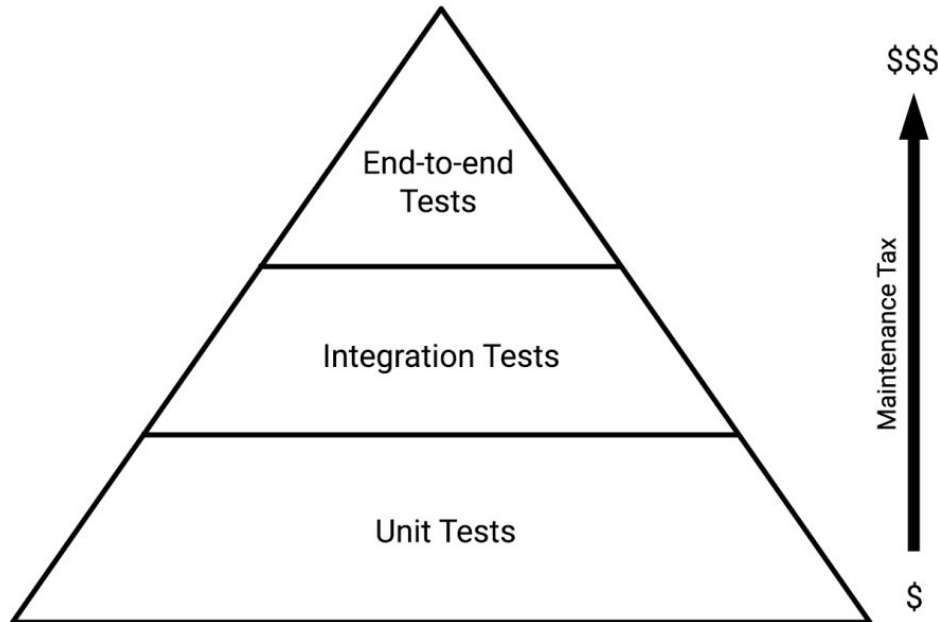 $$$
End-to-end
Tests
Maintenance Tax
Integration Tests
Unit Tests
$